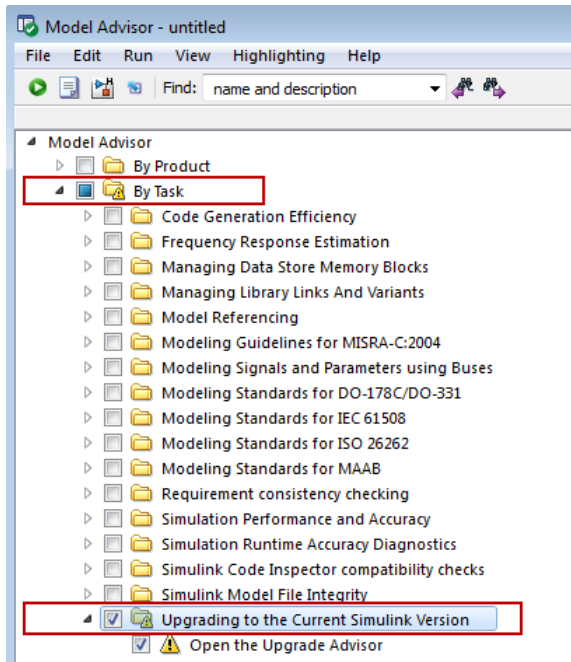 Model Advisor - untitled
File Edit Run View Highlighting Help
Find: name and description
Model Advisor
By Product
By Task
Code Generation Efficiency
Frequency Response Estimation
Managing Data Store Memory Blocks
Managing Library Links And Variants
Model Referencing
Modeling Guidelines for MISRA-C:2004
Modeling Signals and Parameters using Buses
Modeling Standards for DO-178C/DO-331
Modeling Standards for IEC 61508
Modeling Standards for ISO 26262
Modeling Standards for MAAB
Requirement consistency checking
Simulation Performance and Accuracy
Simulation Runtime Accuracy Diagnostics
Simulink Code Inspector compatibility checks
Simulink Model File Integrity
Upgrading to the Current Simulink Version
Open the Upgrade Advisor